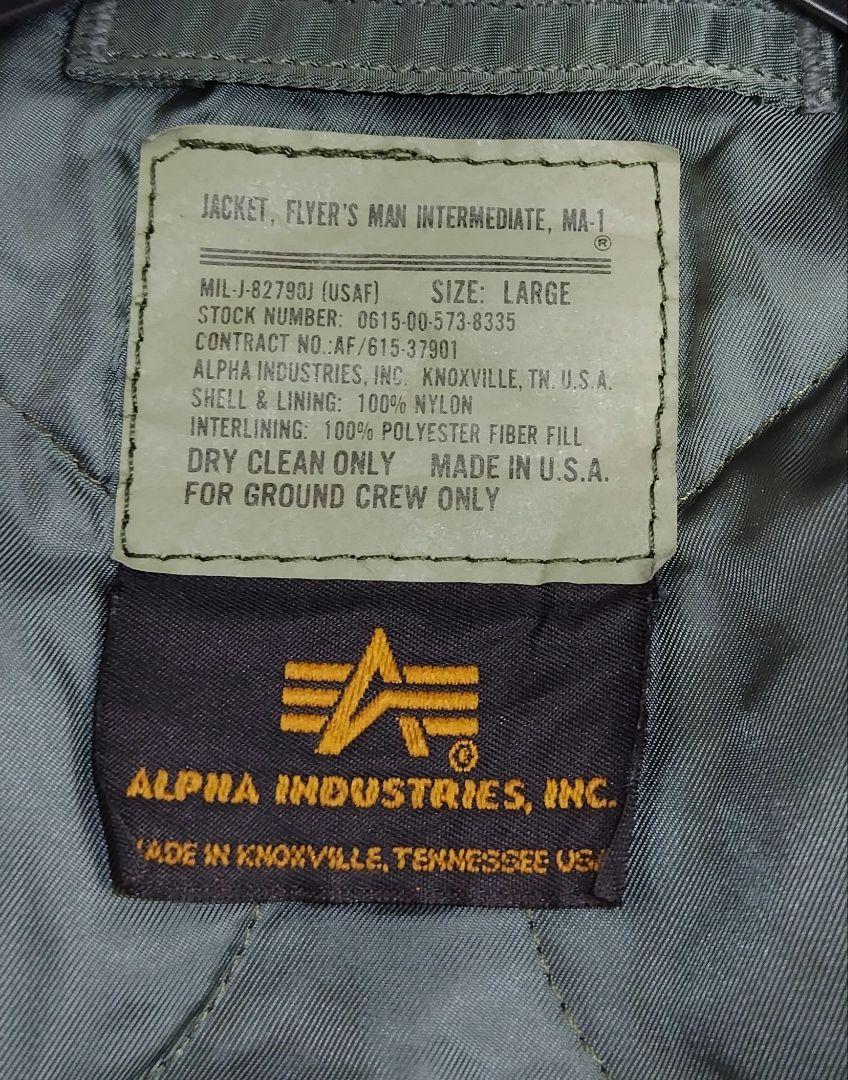 JACKET, FLYER'S MAN INTERMEDIATE, MA-1
®
MIL-J-82790J (USAF) SIZE: LARGE
STOCK NUMBER: 0615-00-573-8335
CONTRACT NO.:AF/615-37901
ALPHA INDUSTRIES, INC. KNOXVILLE, TN. U.S.A.
SHELL & LINING: 100% NYLON
INTERLINING: 100% POLYESTER FIBER FILL
DRY CLEAN ONLY MADE IN U.S.A.
FOR GROUND CREW ONLY
®
ALPHA INDUSTRIES, INC.
MADE IN KNOXVILLE, TENNESSEE USA